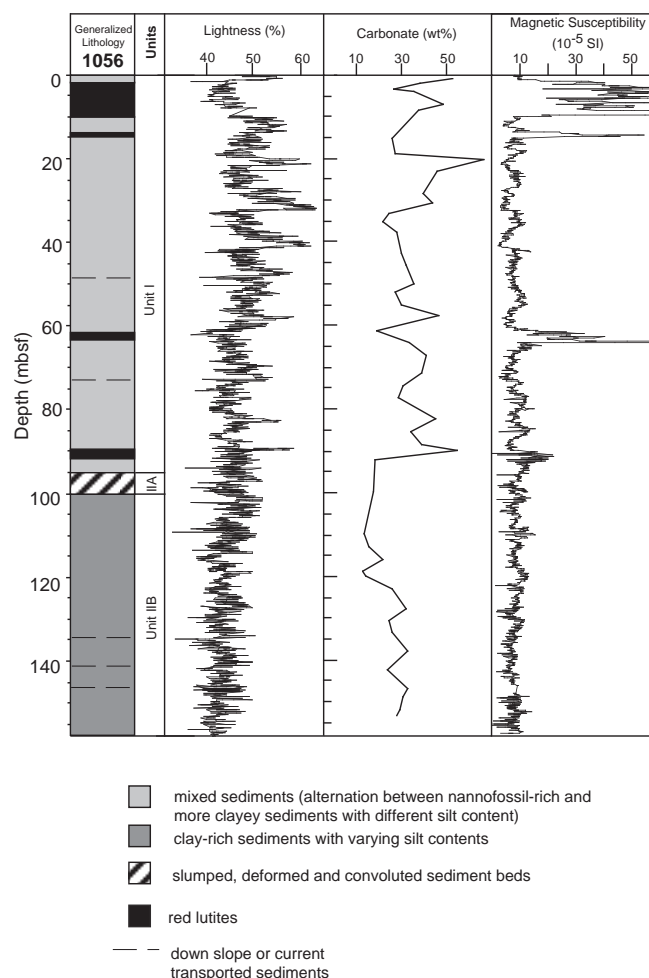 Generalized
Lithology
1056
Units
Lightness (%)
40 50 60
Carbonate (wt%)
10 30 50
Magnetic Susceptibility
(10-5 SI)
10 30 50
Depth (mbsf)
0
20
40
60
80
100
120
140
Unit I
IIA
Unit IIB
mixed sediments (alternation between nannofossil-rich and
more clayey sediments with different silt content)
clay-rich sediments with varying silt contents
slumped, deformed and convoluted sediment beds
red lutites
down slope or current
transported sediments